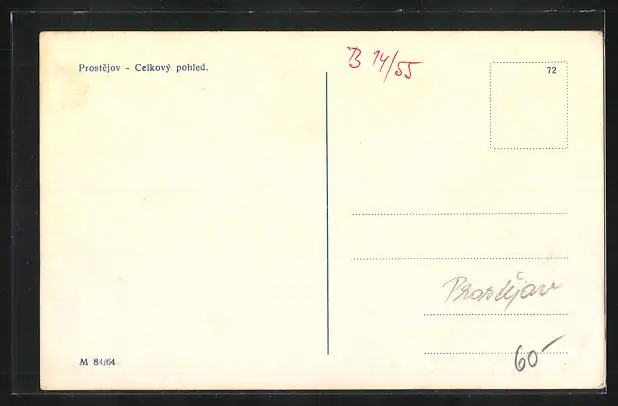 Prostějov - Celkový pohled.
B 14/55
72
Prostějov
60-
M 84/64